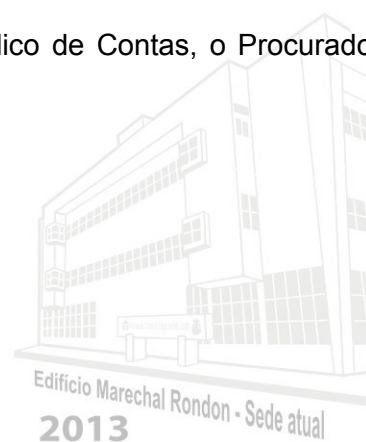 lico de Contas, o Procurado
Edifício Marechal Rondon - Sede atual
2013